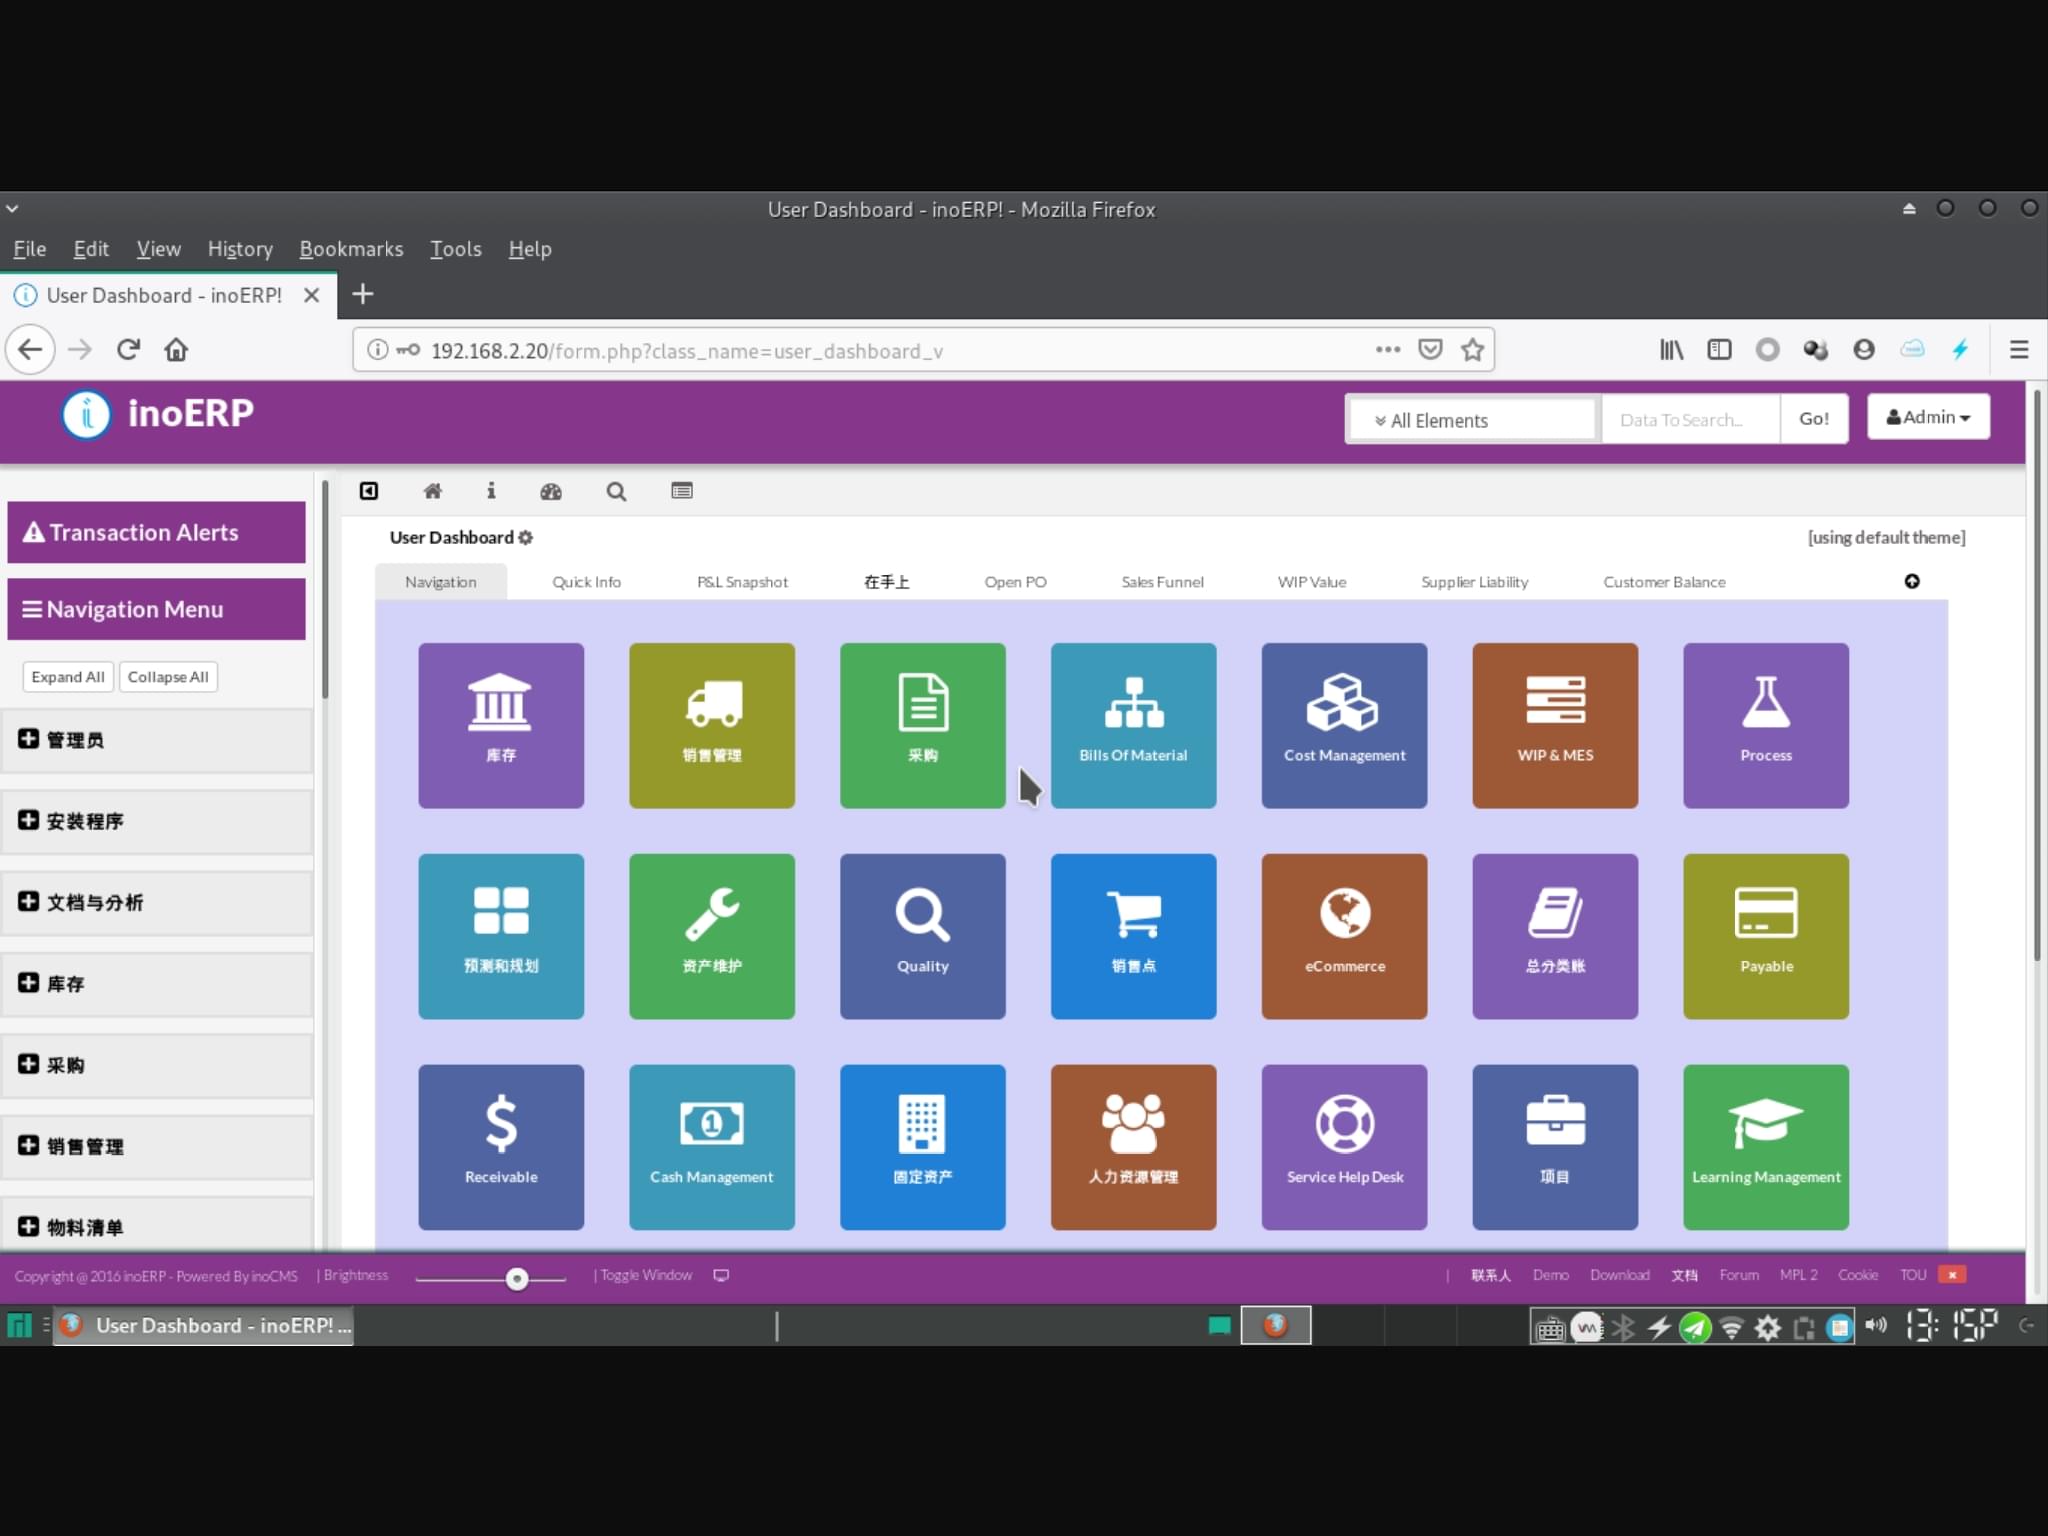 User Dashboard - inoERP! - Mozilla Firefox
File Edit View History Bookmarks Tools Help
User Dashboard - inoERP!
192.168.2.20/form.php?class_name=user_dashboard_v
inoERP
All Elements
Data To Search...
Go!
Admin
Transaction Alerts
Navigation Menu
Expand All
Collapse All
管理员
安装程序
文档与分析
库存
采购
销售管理
物料清单
User Dashboard
[using default theme]
Navigation Quick Info P&L Snapshot 在手上 Open PO Sales Funnel WIP Value Supplier Liability Customer Balance
库存 销售管理 采购 Bills Of Material Cost Management WIP & MES Process
预测和规划 资产维护 Quality 销售点 eCommerce 总分类账 Payable
Receivable Cash Management 固定资产 人力资源管理 Service Help Desk 项目 Learning Management
Copyright @ 2016 inoERP - Powered By inoCMS | Brightness | Toggle Window | 联系人 Demo Download 文档 Forum MPL 2 Cookie TOU
User Dashboard - inoERP! ...
13:15P